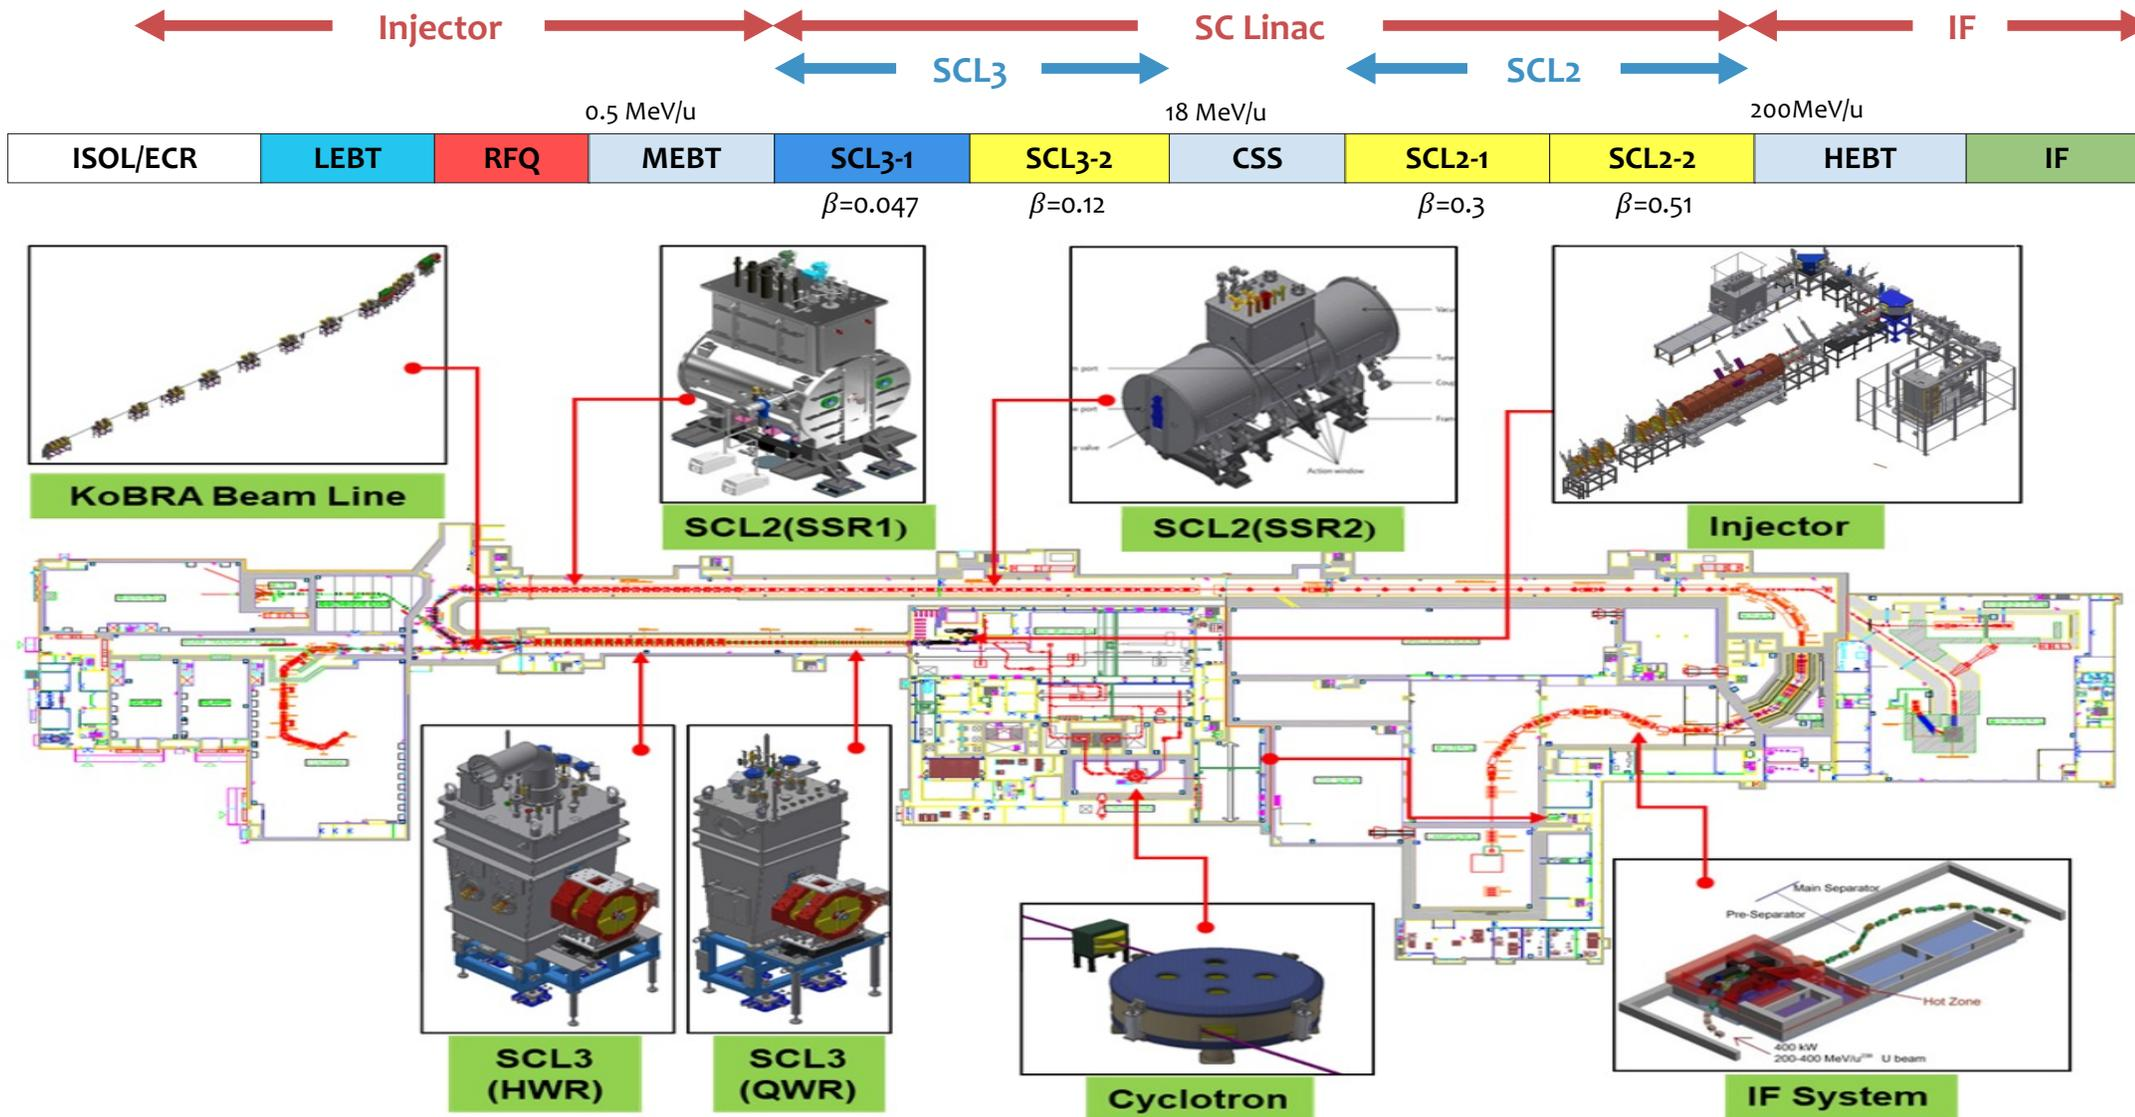 Injector
SC Linac
IF
SCL3
SCL2
0.5 MeV/u
18 MeV/u
200MeV/u
ISOL/ECR
LEBT
RFQ
MEBT
SCL3-1
SCL3-2
CSS
SCL2-1
SCL2-2
HEBT
IF
β=0.047
β=0.12
β=0.3
β=0.51
KoBRA Beam Line
SCL2(SSR1)
Action window
SCL2(SSR2)
Injector
SCL3
(HWR)
SCL3
(QWR)
Cyclotron
Main Separator
Pre-Separator
Hot Zone
400 kW
200-400 MeV/u²³⁸ U beam
IF System